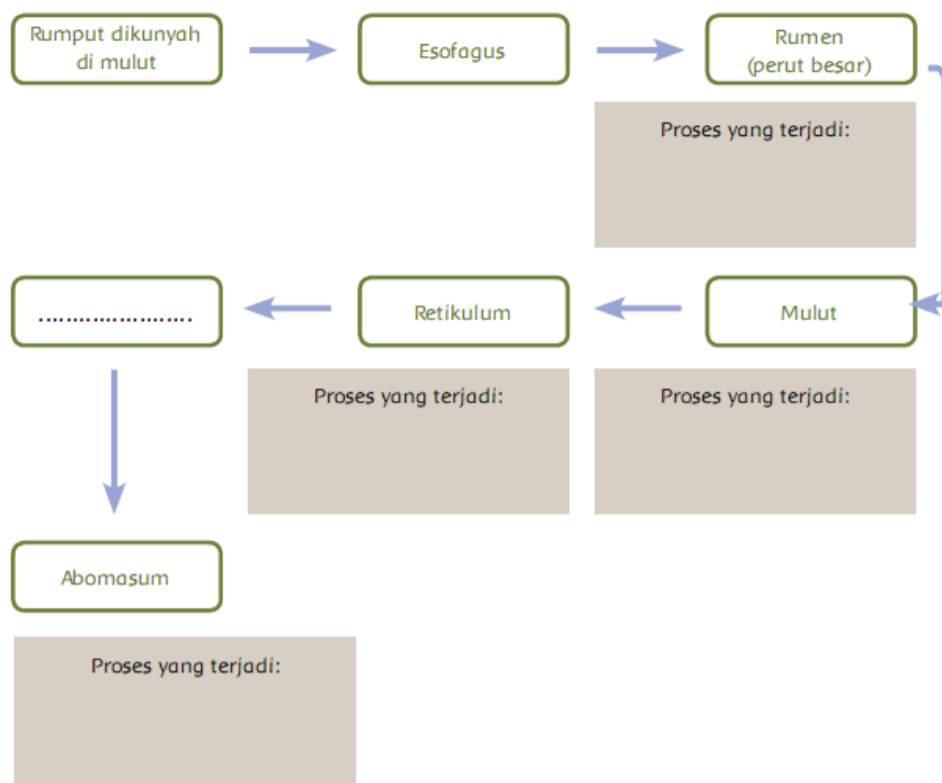 Rumput dikunyah
di mulut
Esofagus
Rumen
(perut besar)
Proses yang terjadi:
......................
Retikulum
Mulut
Proses yang terjadi:
Proses yang terjadi:
Abomasum
Proses yang terjadi: